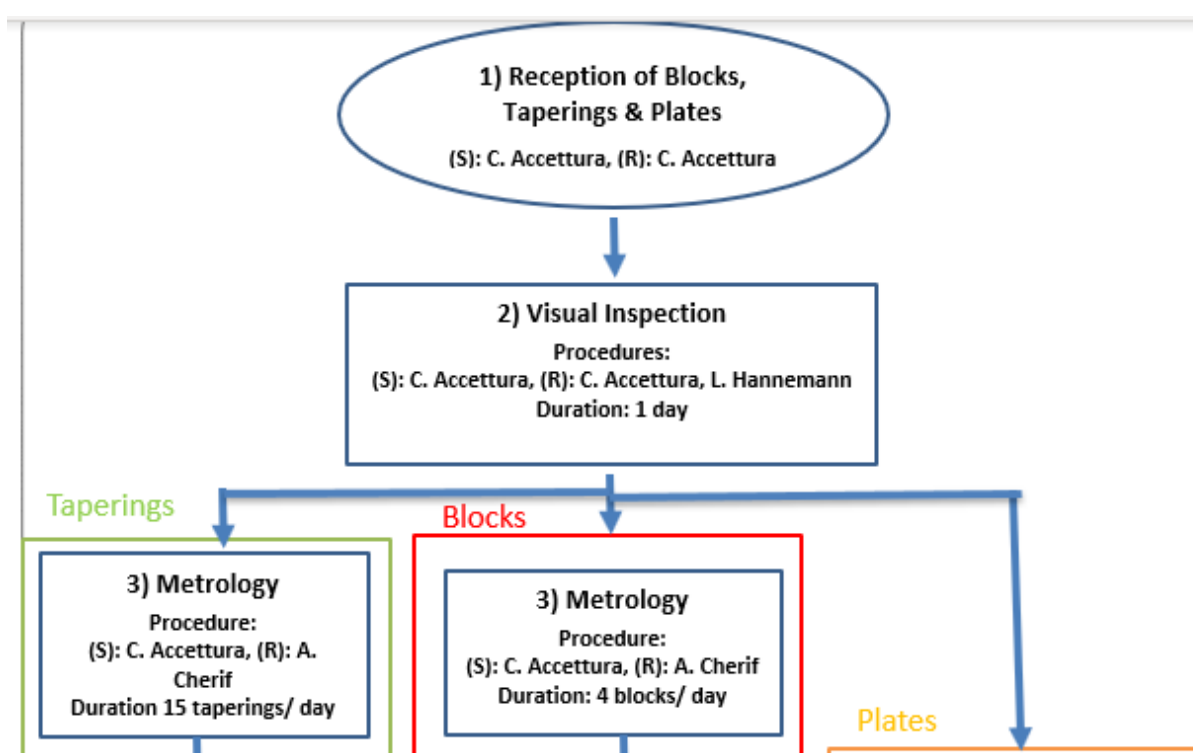 1) Reception of Blocks,
Taperings & Plates
(S): C. Accettura, (R): C. Accettura
2) Visual Inspection
Procedures:
(S): C. Accettura, (R): C. Accettura, L. Hannemann
Duration: 1 day
Taperings
3) Metrology
Procedure:
(S): C. Accettura, (R): A.
Cherif
Duration 15 taperings/ day
Blocks
3) Metrology
Procedure:
(S): C. Accettura, (R): A. Cherif
Duration: 4 blocks/ day
Plates